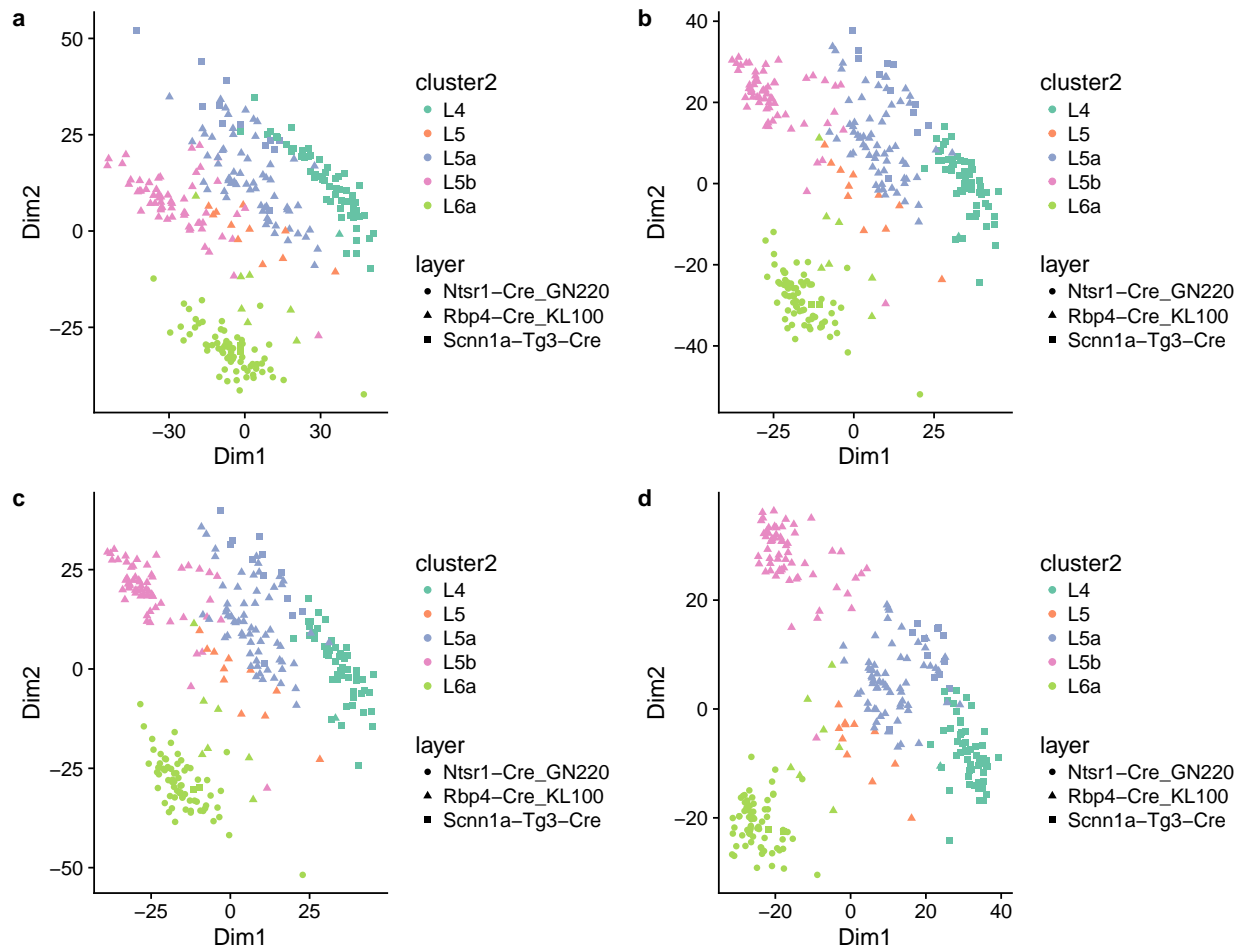 a
50
25
0
−25
Dim2
−30
0
30
Dim1
cluster2
L4
L5
L5a
L5b
L6a
layer
Ntsr1−Cre_GN220
Rbp4−Cre_KL100
Scnn1a−Tg3−Cre
b
40
20
0
−20
−40
Dim2
−25
0
25
Dim1
cluster2
L4
L5
L5a
L5b
L6a
layer
Ntsr1−Cre_GN220
Rbp4−Cre_KL100
Scnn1a−Tg3−Cre
c
25
0
−25
−50
Dim2
−25
0
25
Dim1
cluster2
L4
L5
L5a
L5b
L6a
layer
Ntsr1−Cre_GN220
Rbp4−Cre_KL100
Scnn1a−Tg3−Cre
d
20
0
−20
Dim2
−20
0
20
40
Dim1
cluster2
L4
L5
L5a
L5b
L6a
layer
Ntsr1−Cre_GN220
Rbp4−Cre_KL100
Scnn1a−Tg3−Cre